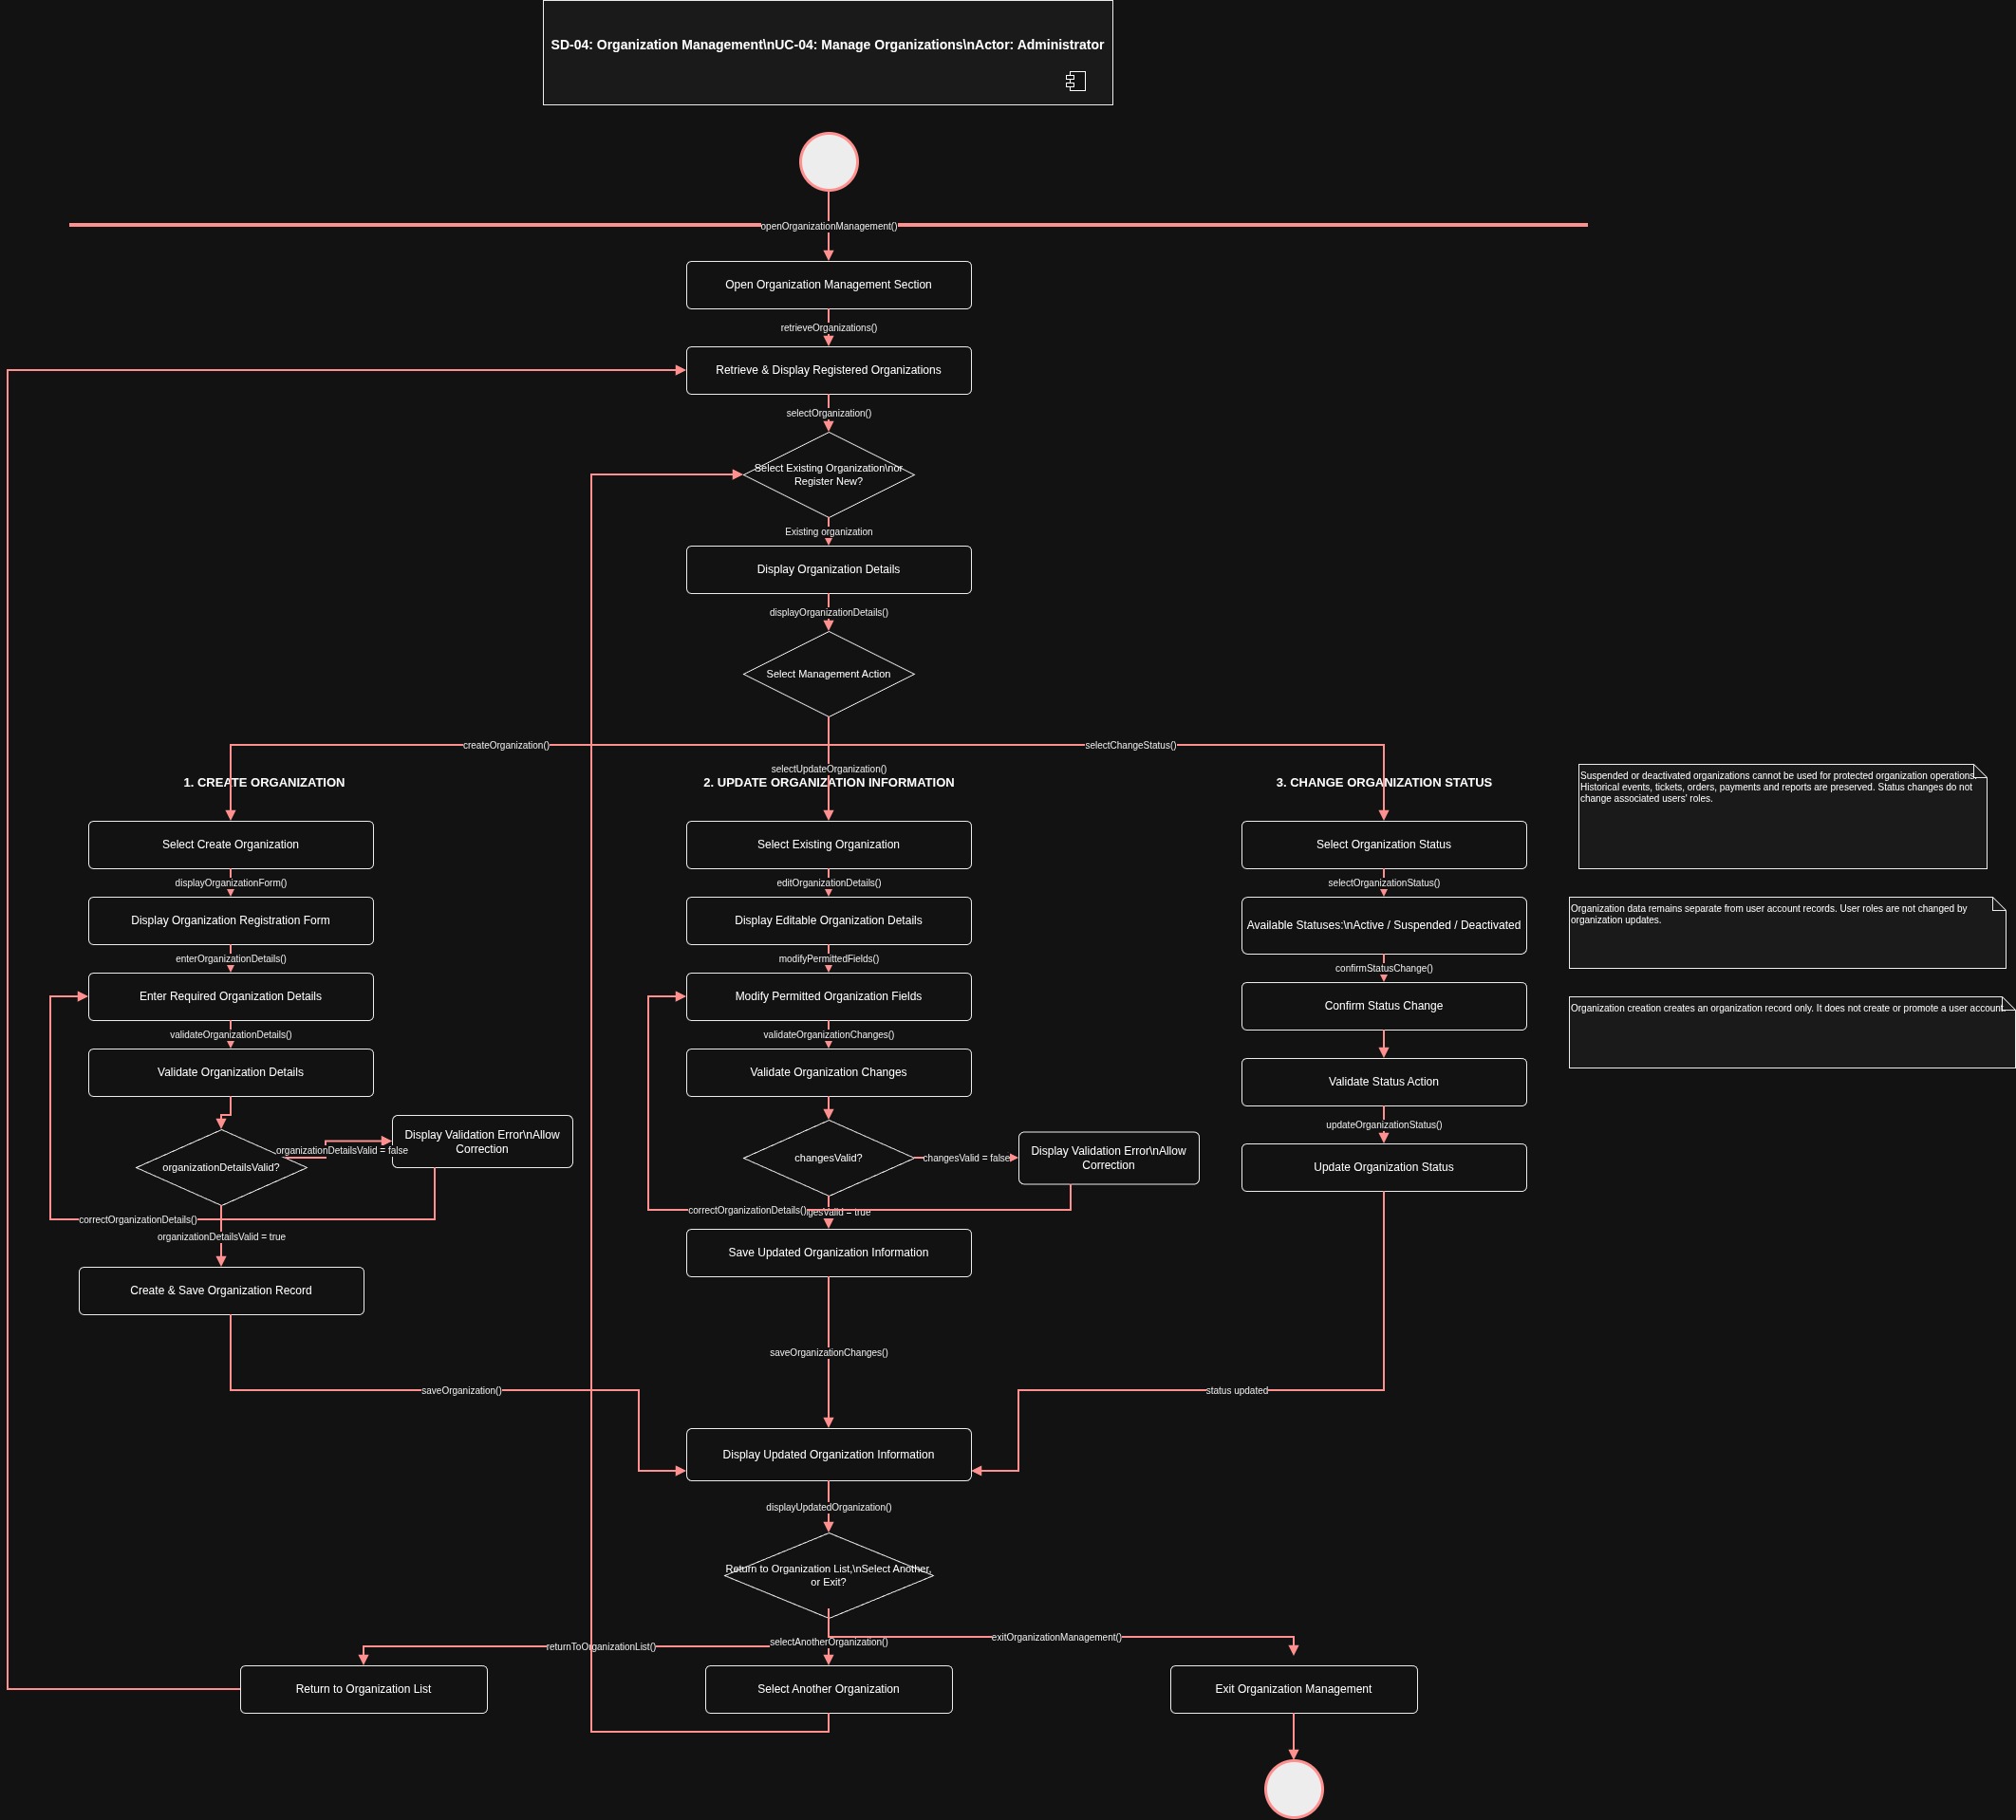 SD-04: Organization Management\nUC-04: Manage Organizations\nActor: Administrator
openOrganizationManagement()
Open Organization Management Section
retrieveOrganizations()
Retrieve & Display Registered Organizations
selectOrganization()
Select Existing Organization\nor
Register New?
Existing organization
Display Organization Details
displayOrganizationDetails()
Select Management Action
createOrganization()
selectChangeStatus()
selectUpdateOrganization()
1. CREATE ORGANIZATION
Select Create Organization
displayOrganizationForm()
Display Organization Registration Form
enterOrganizationDetails()
Enter Required Organization Details
validateOrganizationDetails()
Validate Organization Details
organizationDetailsValid?
organizationDetailsValid = false
Display Validation Error\nAllow
Correction
correctOrganizationDetails()
organizationDetailsValid = true
Create & Save Organization Record
saveOrganization()
2. UPDATE ORGANIZATION INFORMATION
Select Existing Organization
editOrganizationDetails()
Display Editable Organization Details
modifyPermittedFields()
Modify Permitted Organization Fields
validateOrganizationChanges()
Validate Organization Changes
changesValid?
changesValid = false
Display Validation Error\nAllow
Correction
correctOrganizationDetails()
gesValid = true
Save Updated Organization Information
saveOrganizationChanges()
3. CHANGE ORGANIZATION STATUS
Select Organization Status
selectOrganizationStatus()
Available Statuses:\nActive / Suspended / Deactivated
confirmStatusChange()
Confirm Status Change
Validate Status Action
updateOrganizationStatus()
Update Organization Status
status updated
Suspended or deactivated organizations cannot be used for protected organization operations.
Historical events, tickets, orders, payments and reports are preserved. Status changes do not
change associated users' roles.
Organization data remains separate from user account records. User roles are not changed by
organization updates.
Organization creation creates an organization record only. It does not create or promote a user account.
Display Updated Organization Information
displayUpdatedOrganization()
Return to Organization List,\nSelect Another,
or Exit?
returnToOrganizationList()
selectAnotherOrganization()
exitOrganizationManagement()
Return to Organization List
Select Another Organization
Exit Organization Management